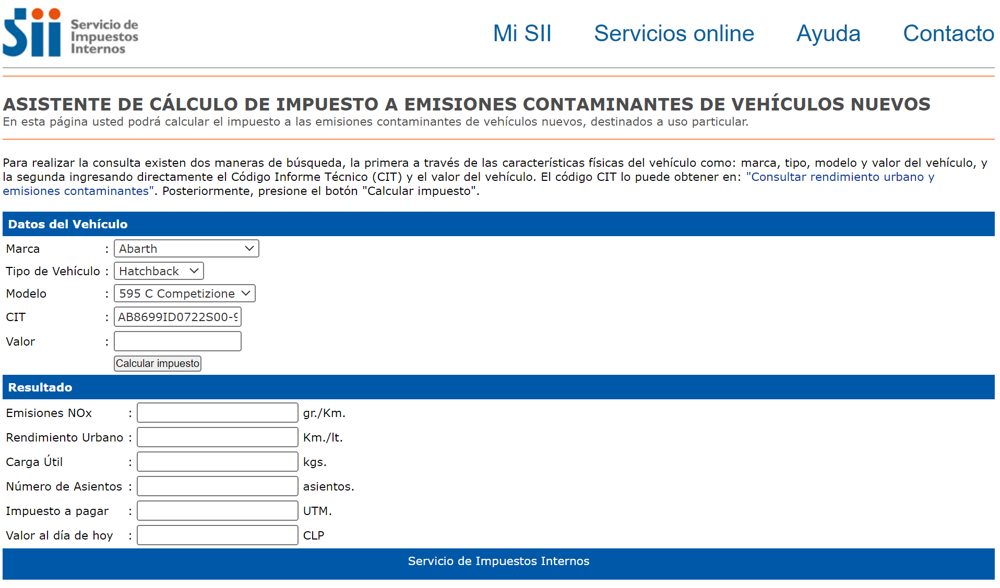 Sii Servicio de
Impuestos
Internos
Mi SII Servicios online Ayuda Contacto
ASISTENTE DE CÁLCULO DE IMPUESTO A EMISIONES CONTAMINANTES DE VEHÍCULOS NUEVOS
En esta página usted podrá calcular el impuesto a las emisiones contaminantes de vehículos nuevos, destinados a uso particular.
Para realizar la consulta existen dos maneras de búsqueda, la primera a través de las características físicas del vehículo como: marca, tipo, modelo y valor del vehículo, y
la segunda ingresando directamente el Código Informe Técnico (CIT) y el valor del vehículo. El código CIT lo puede obtener en: "Consultar rendimiento urbano y
emisiones contaminantes". Posteriormente, presione el botón "Calcular impuesto".
Datos del Vehículo
Marca : Abarth
Tipo de Vehículo : Hatchback
Modelo : 595 C Competizione
CIT : AB8699ID0722S00-9
Valor :
Calcular impuesto
Resultado
Emisiones NOx : gr./Km.
Rendimiento Urbano : Km./lt.
Carga Útil : kgs.
Número de Asientos : asientos.
Impuesto a pagar : UTM.
Valor al día de hoy : CLP
Servicio de Impuestos Internos